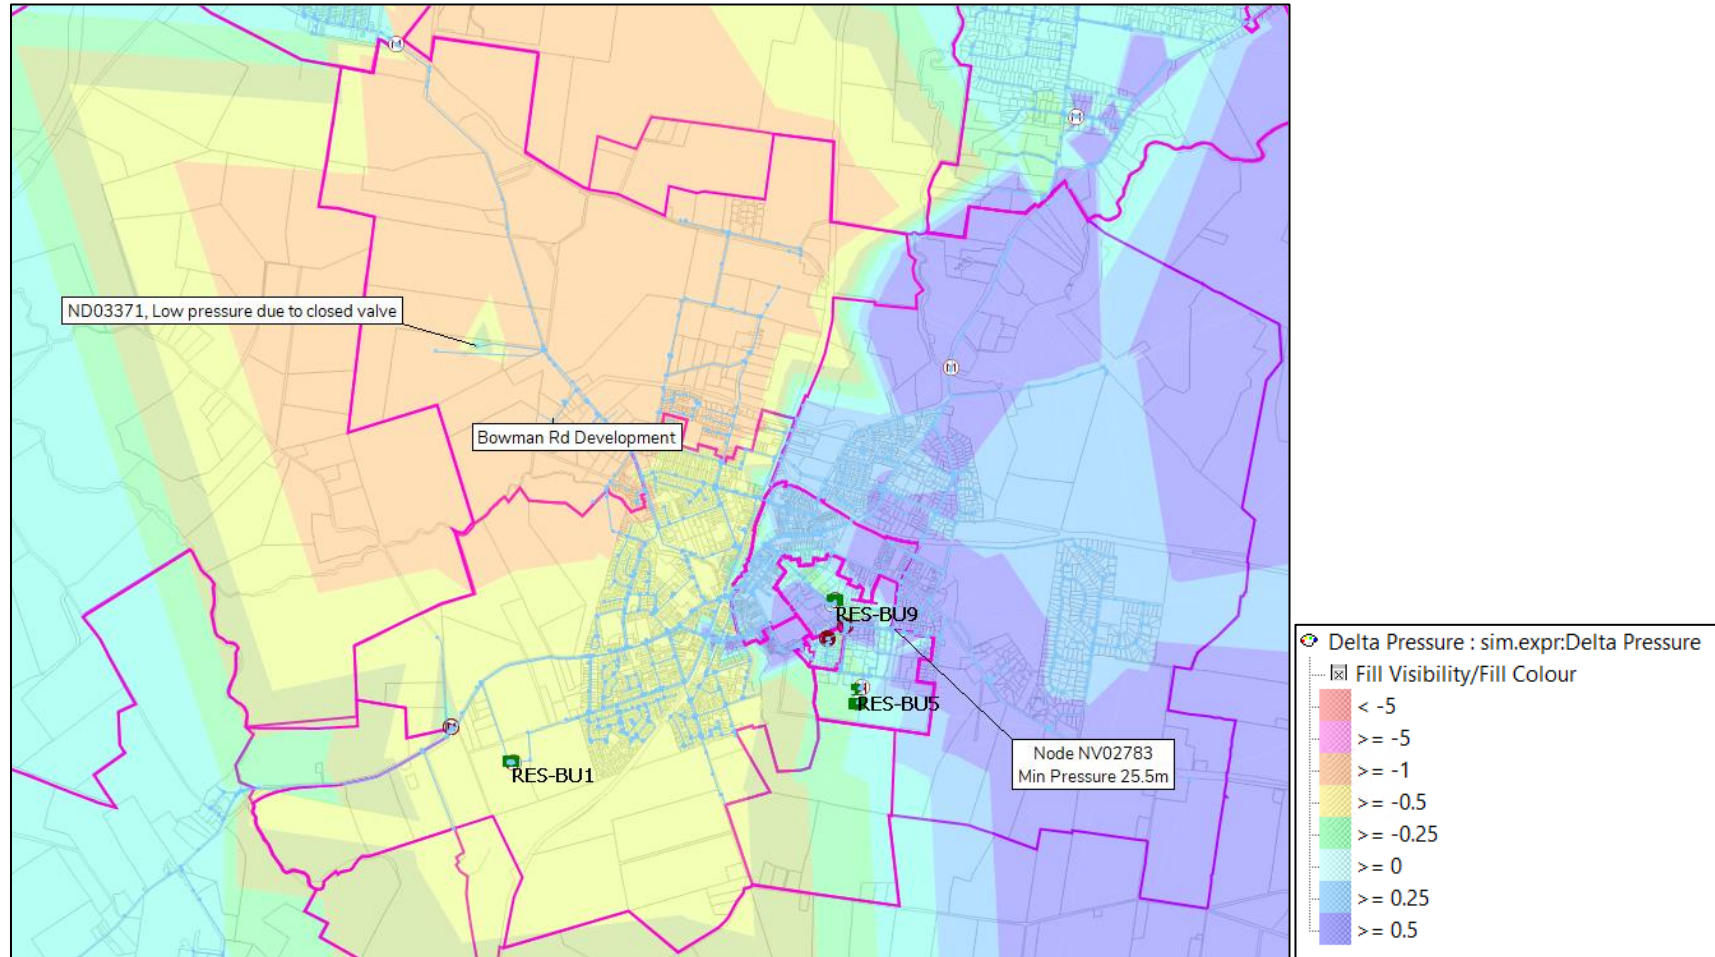 ND03371, Low pressure due to closed valve
Bowman Rd Development
RES-BU9
RES-BU5
RES-BU1
Node NV02783
Min Pressure 25.5m
M
M
M
M
Delta Pressure : sim.expr:Delta Pressure
Fill Visibility/Fill Colour
< -5
>= -5
>= -1
>= -0.5
>= -0.25
>= 0
>= 0.25
>= 0.5